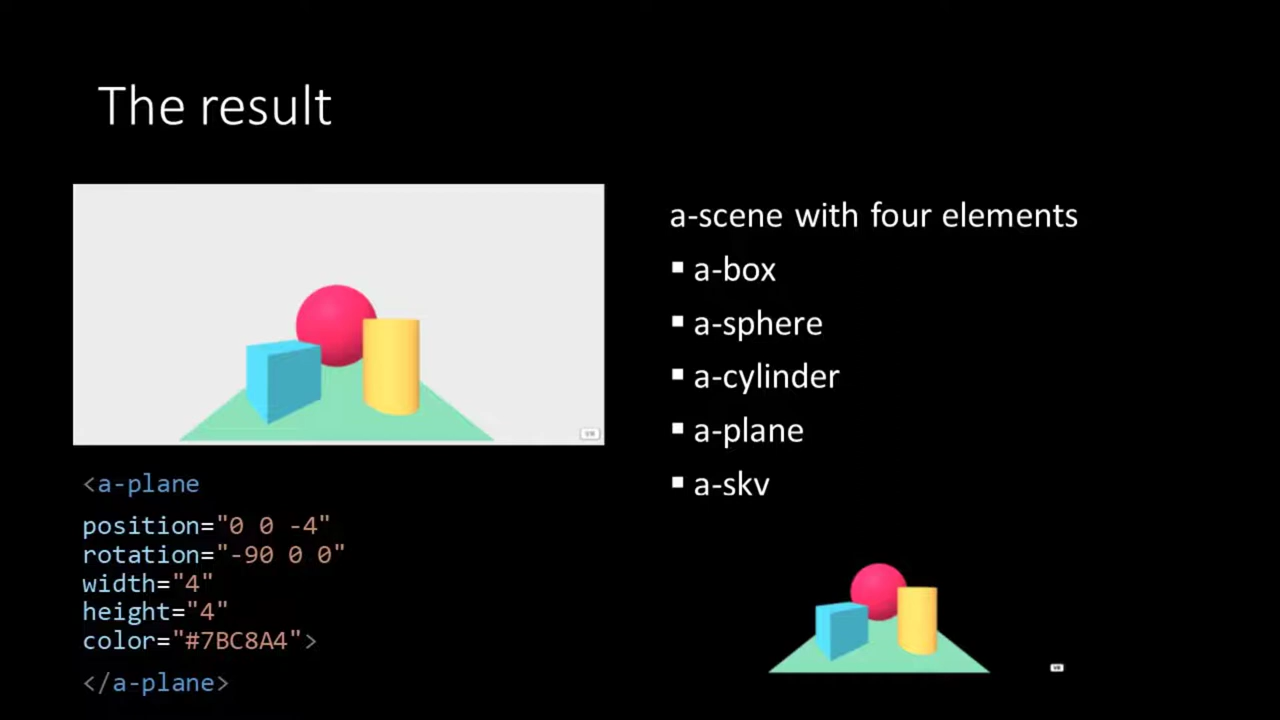 The result
a-scene with four elements
▪ a-box
▪ a-sphere
▪ a-cylinder
▪ a-plane
▪ a-skv
<a-plane
position="0 0 -4"
rotation="-90 0 0"
width="4"
height="4"
color="#7BC8A4">
</a-plane>